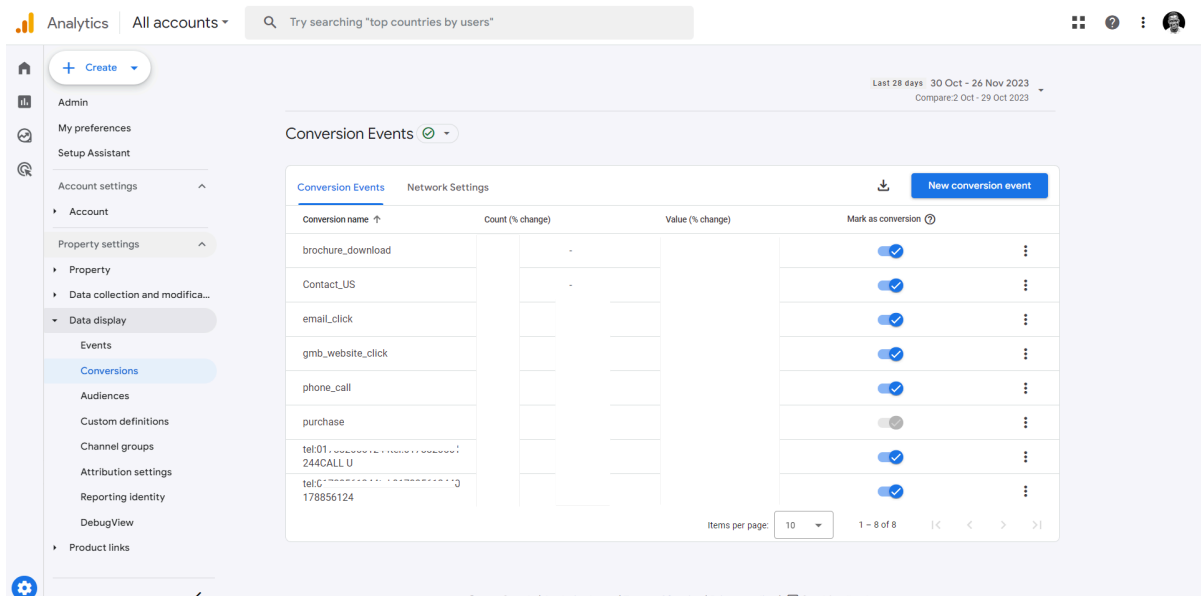 Analytics
All accounts
Try searching "top countries by users"
Create
Admin
My preferences
Setup Assistant
Account settings
Account
Property settings
Property
Data collection and modifica...
Data display
Events
Conversions
Audiences
Custom definitions
Channel groups
Attribution settings
Reporting identity
DebugView
Product links
Last 28 days 30 Oct - 26 Nov 2023
Compare:2 Oct - 29 Oct 2023
Conversion Events
Conversion Events Network Settings New conversion event
Conversion name Count (% change) Value (% change) Mark as conversion
brochure_download -
Contact_US -
email_click
gmb_website_click
phone_call
purchase
244CALL U
178856124
Items per page: 10 1 – 8 of 8